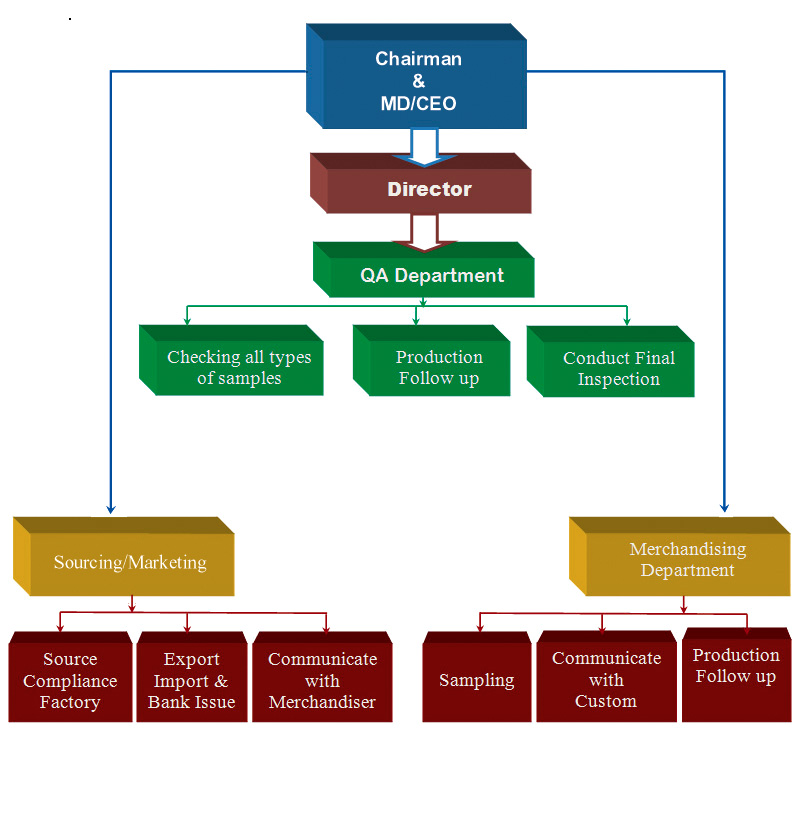 Chairman
&
MD/CEO
Director
QA Department
Checking all types
of samples
Production
Follow up
Conduct Final
Inspection
Sourcing/Marketing
Merchandising
Department
Source
Compliance
Factory
Export
Import &
Bank Issue
Communicate
with
Merchandiser
Sampling
Communicate
with
Custom
Production
Follow up